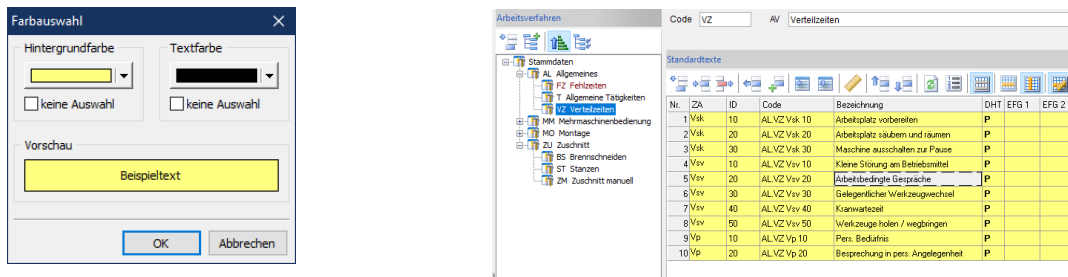 Farbauswahl
Hintergrundfarbe
Textfarbe
keine Auswahl
keine Auswahl
Vorschau
Beispieltext
OK
Abbrechen
Arbeitsverfahren
Stammdaten
AL Allgemeines
FZ Fehlzeiten
T Allgemeine Tätigkeiten
VZ Verteilzeiten
MM Mehrmaschinenbedienung
MO Montage
ZU Zuschnitt
BS Brennschneiden
ST Stanzen
ZM Zuschnitt manuell
Code VZ AV Verteilzeiten
Standardtexte
Nr. ZA ID Code Bezeichnung DHT EFG 1 EFG 2
1 Vsk 10 AL.VZ Vsk 10 Arbeitsplatz vorbereiten P
2 Vsk 20 AL.VZ Vsk 20 Arbeitsplatz säubern und räumen P
3 Vsk 30 AL.VZ Vsk 30 Maschine ausschalten zur Pause P
4 Vsv 10 AL.VZ Vsv 10 Kleine Störung am Betriebsmittel P
5 Vsv 20 AL.VZ Vsv 20 Arbeitsbedingte Gespräche P
6 Vsv 30 AL.VZ Vsv 30 Gelegentlicher Werkzeugwechsel P
7 Vsv 40 AL.VZ Vsv 40 Kranwartezeit P
8 Vsv 50 AL.VZ Vsv 50 Werkzeuge holen / wegbringen P
9 Vp 10 AL.VZ Vp 10 Pers. Bedürfnis P
10 Vp 20 AL.VZ Vp 20 Besprechung in pers. Angelegenheit P